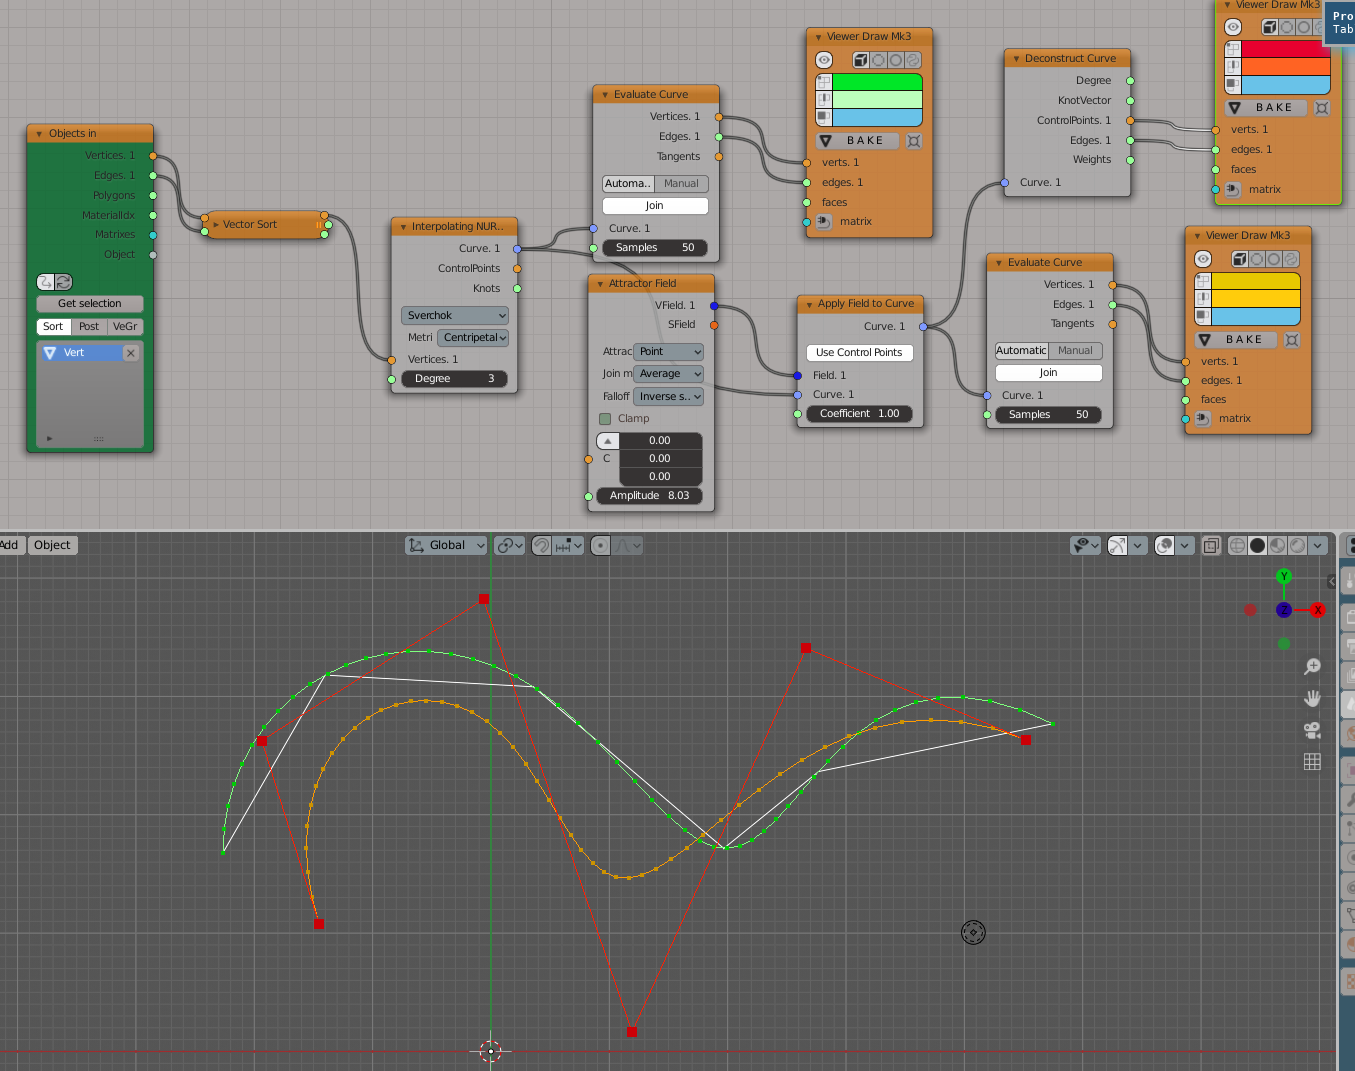 Objects in
Vertices. 1
Edges. 1
Polygons
MaterialIdx
Matrixes
Object
Get selection
Sort
Post
VeGr
Vert
Vector Sort
Interpolating NUR..
Curve. 1
ControlPoints
Knots
Sverchok
Metri
Centripetal
Vertices. 1
Degree 3
Evaluate Curve
Vertices. 1
Edges. 1
Tangents
Automa..
Manual
Join
Curve. 1
Samples 50
Attractor Field
VField. 1
SField
Attrac
Point
Join m
Average
Falloff
Inverse s..
Clamp
0.00
C 0.00
0.00
Amplitude 8.03
Viewer Draw Mk3
BAKE
verts. 1
edges. 1
faces
matrix
Apply Field to Curve
Curve. 1
Use Control Points
Field. 1
Curve. 1
Coefficient 1.00
Deconstruct Curve
Degree
KnotVector
ControlPoints. 1
Edges. 1
Weights
Curve. 1
Evaluate Curve
Vertices. 1
Edges. 1
Tangents
Automatic
Manual
Join
Curve. 1
Samples 50
Viewer Draw Mk3
Pro
Tab
BAKE
verts. 1
edges. 1
faces
matrix
Viewer Draw Mk3
BAKE
verts. 1
edges. 1
faces
matrix
Add
Object
Global
Y
Z
X